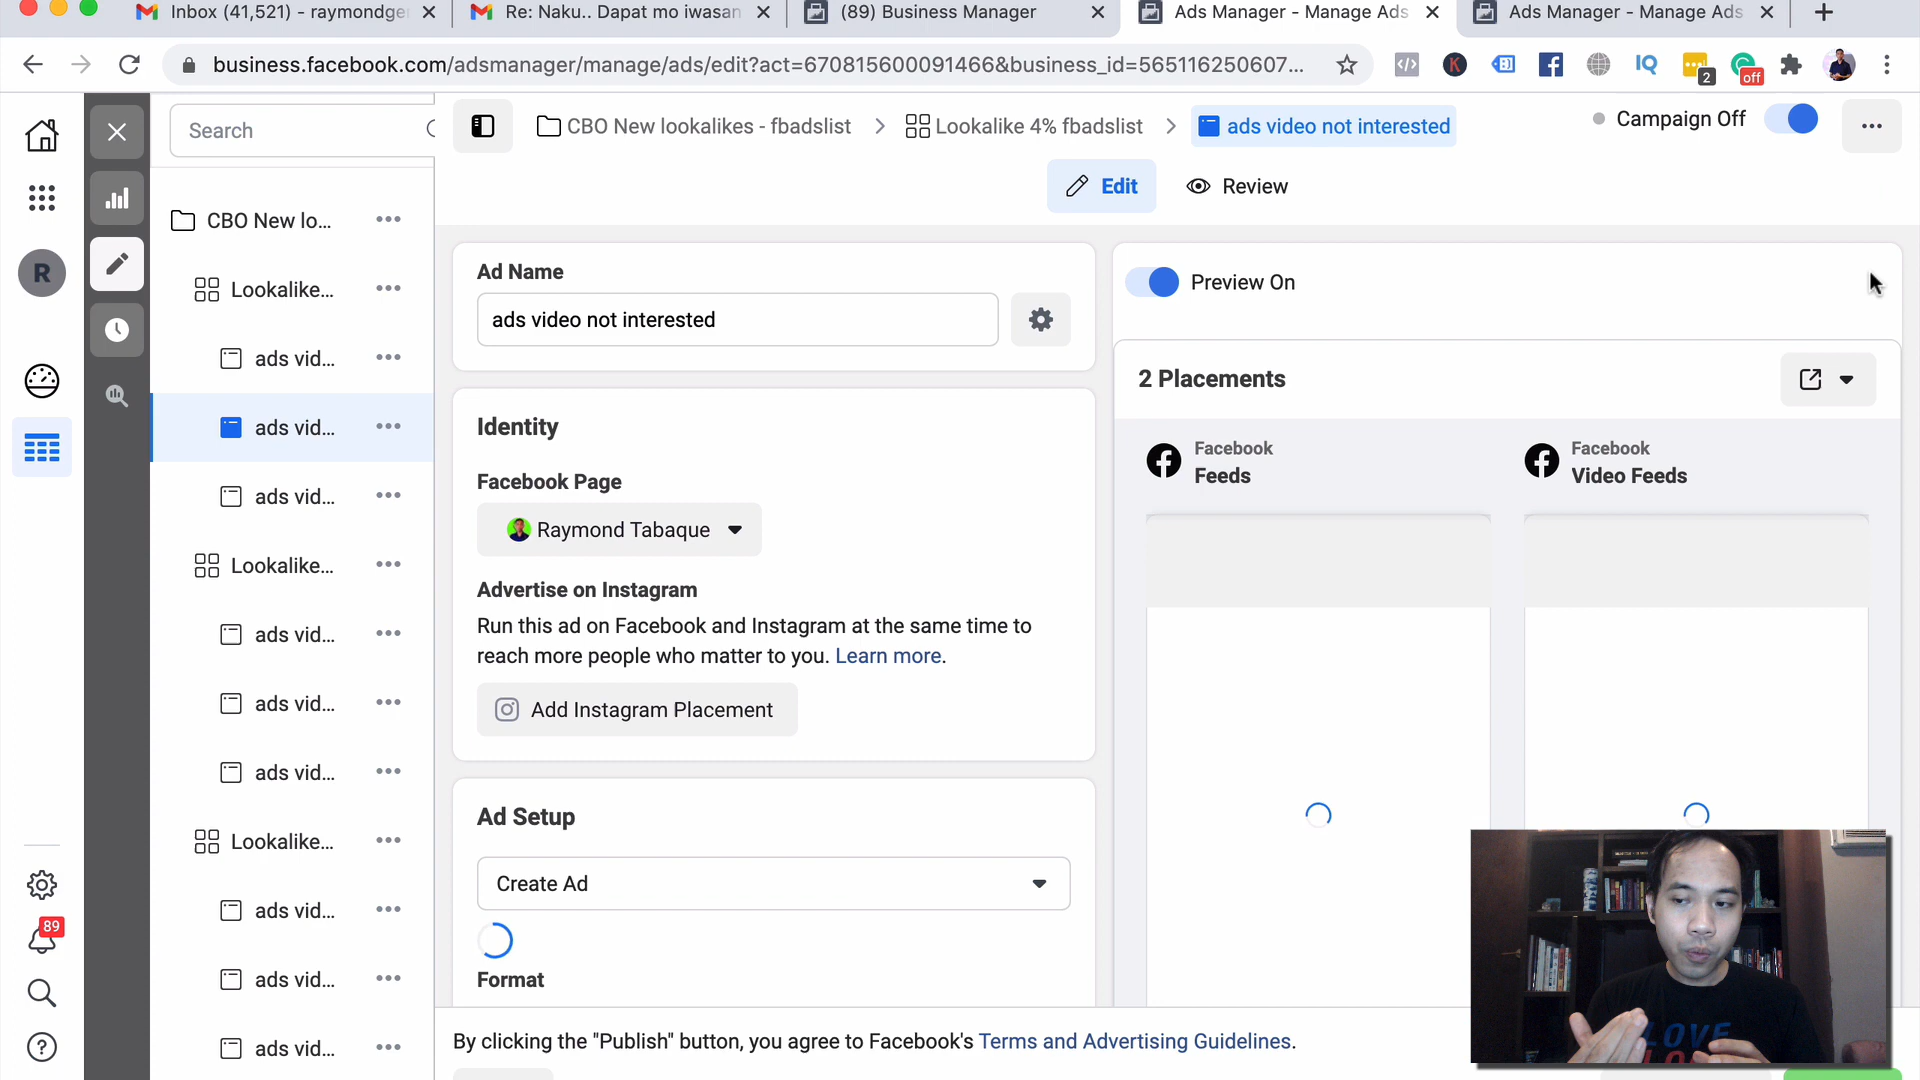 Inbox (41,521) - raymondge
Re: Naku.. Dapat mo iwasan
(89) Business Manager
Ads Manager - Manage Ads
Ads Manager - Manage Ads
business.facebook.com/adsmanager/manage/ads/edit?act=670815600091466&business_id=565116250607...
IQ
2
off
Search
CBO New lookalikes - fbadslist
Lookalike 4% fbadslist
ads video not interested
Campaign Off
Edit
Review
R
CBO New lo...
Lookalike...
ads vid...
ads vid...
ads vid...
Lookalike...
ads vid...
ads vid...
ads vid...
Lookalike...
ads vid...
ads vid...
ads vid...
89
Ad Name
ads video not interested
Identity
Facebook Page
Raymond Tabaque
Advertise on Instagram
Run this ad on Facebook and Instagram at the same time to
reach more people who matter to you. Learn more.
Add Instagram Placement
Ad Setup
Create Ad
Format
Preview On
2 Placements
Facebook
Feeds
Facebook
Video Feeds
By clicking the "Publish" button, you agree to Facebook's Terms and Advertising Guidelines.
LOVE